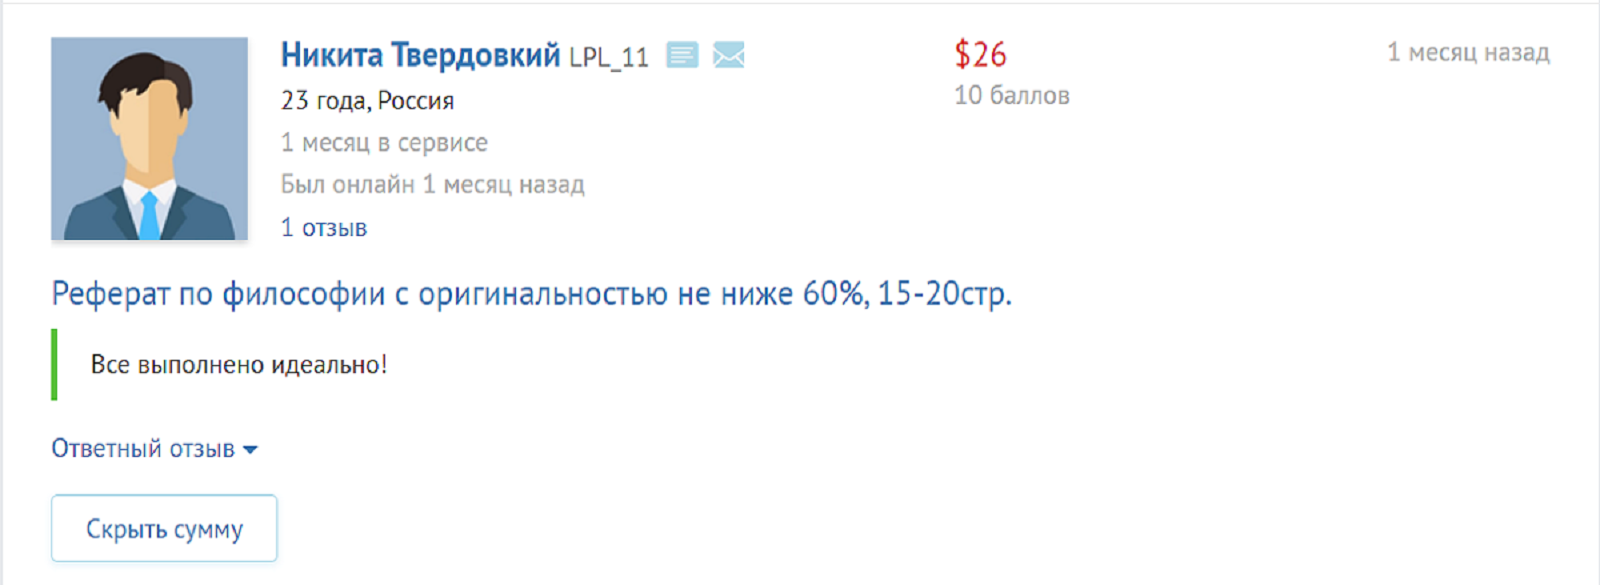 Никита Твердовкий LPL_11
$26
1 месяц назад
23 года, Россия
10 баллов
1 месяц в сервисе
Был онлайн 1 месяц назад
1 отзыв
Реферат по философии с оригинальностью не ниже 60%, 15-20стр.
Все выполнено идеально!
Ответный отзыв
Скрыть сумму